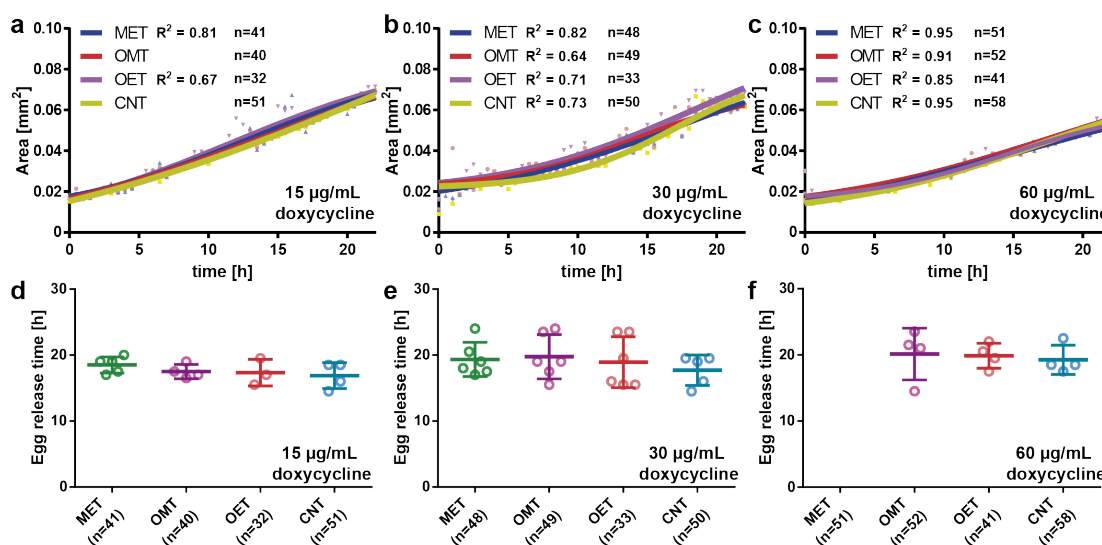 a
0.10
0.08
0.06
0.04
0.02
0
Area [mm²]
MET R² = 0.81 n=41
OMT n=40
OET R² = 0.67 n=32
CNT n=51
15 µg/mL
doxycycline
0 5 10 15 20
time [h]
b
0.10
0.08
0.06
0.04
0.02
0
Area [mm²]
MET R² = 0.82 n=48
OMT R² = 0.64 n=49
OET R² = 0.71 n=33
CNT R² = 0.73 n=50
30 µg/mL
doxycycline
0 5 10 15 20
time [h]
c
0.10
0.08
0.06
0.04
0.02
0
Area [mm²]
MET R² = 0.95 n=51
OMT R² = 0.91 n=52
OET R² = 0.85 n=41
CNT R² = 0.95 n=58
60 µg/mL
doxycycline
0 5 10 15 20
time [h]
d
30
20
10
0
Egg release time [h]
15 µg/mL
doxycycline
MET
(n=41)
OMT
(n=40)
OET
(n=32)
CNT
(n=51)
e
30
20
10
0
Egg release time [h]
30 µg/mL
doxycycline
MET
(n=48)
OMT
(n=49)
OET
(n=33)
CNT
(n=50)
f
30
20
10
0
Egg release time [h]
60 µg/mL
doxycycline
MET
(n=51)
OMT
(n=52)
OET
(n=41)
CNT
(n=58)